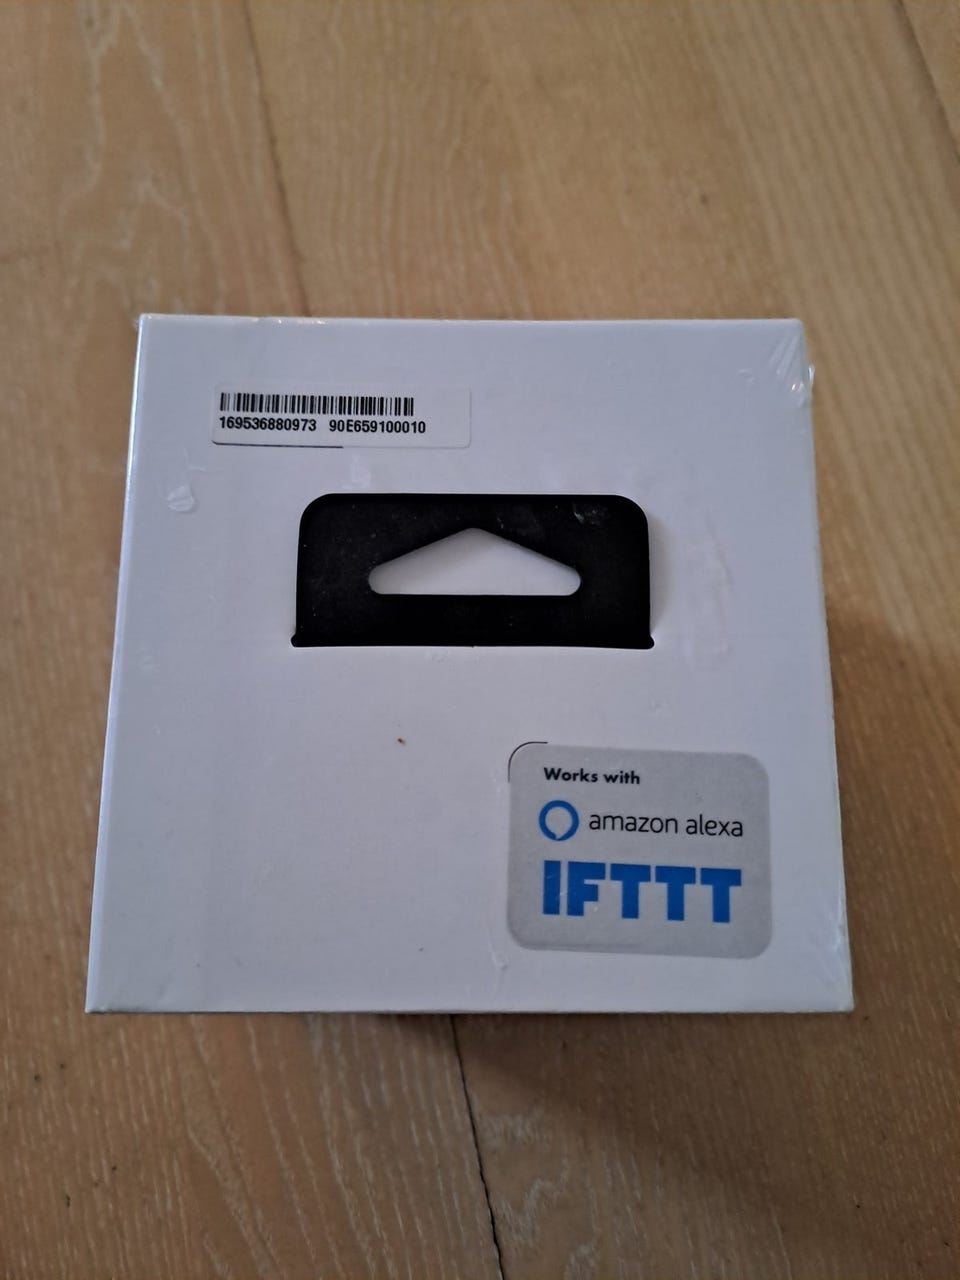 169536880973 90E659100010
Works with
amazon alexa
IFTTT